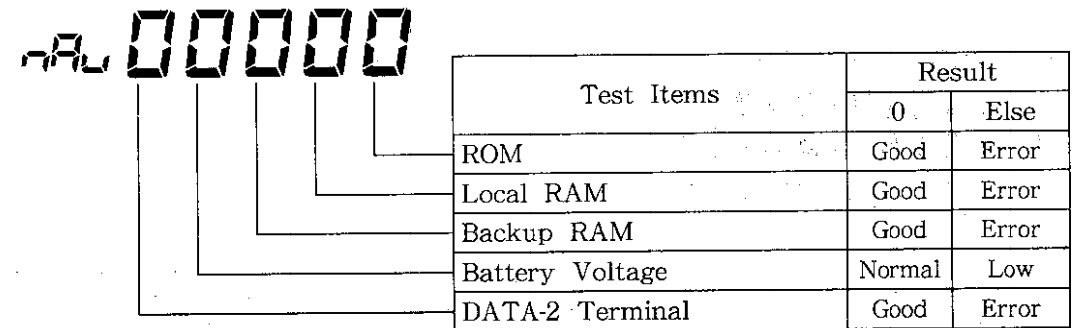 nAu 00000
Test Items Result
0 Else
ROM Good Error
Local RAM Good Error
Backup RAM Good Error
Battery Voltage Normal Low
DATA-2 Terminal Good Error